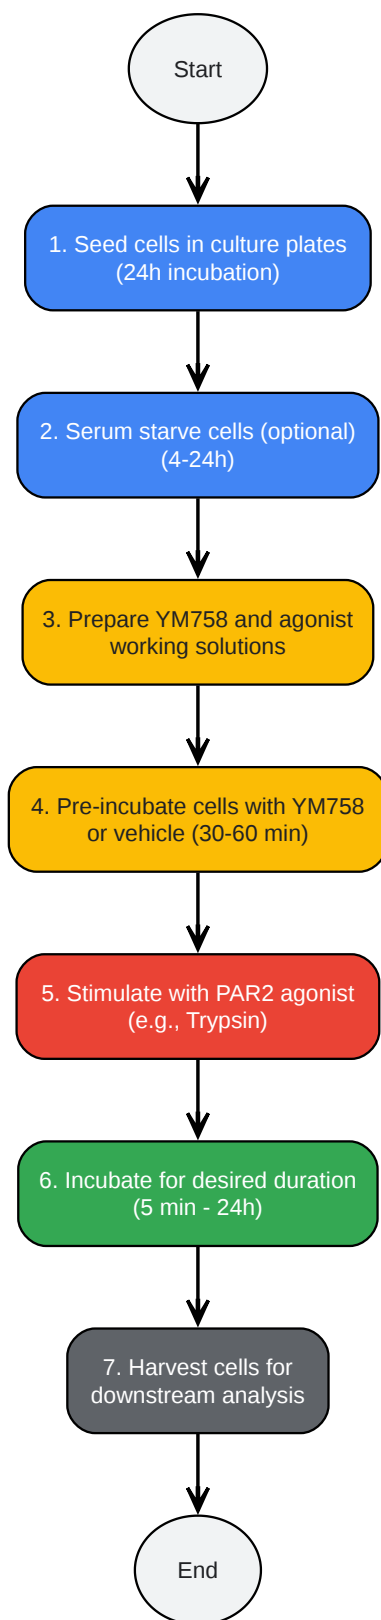 Start
1. Seed cells in culture plates
(24h incubation)
2. Serum starve cells (optional)
(4-24h)
3. Prepare YM758 and agonist
working solutions
4. Pre-incubate cells with YM758
or vehicle (30-60 min)
5. Stimulate with PAR2 agonist
(e.g., Trypsin)
6. Incubate for desired duration
(5 min - 24h)
7. Harvest cells for
downstream analysis
End